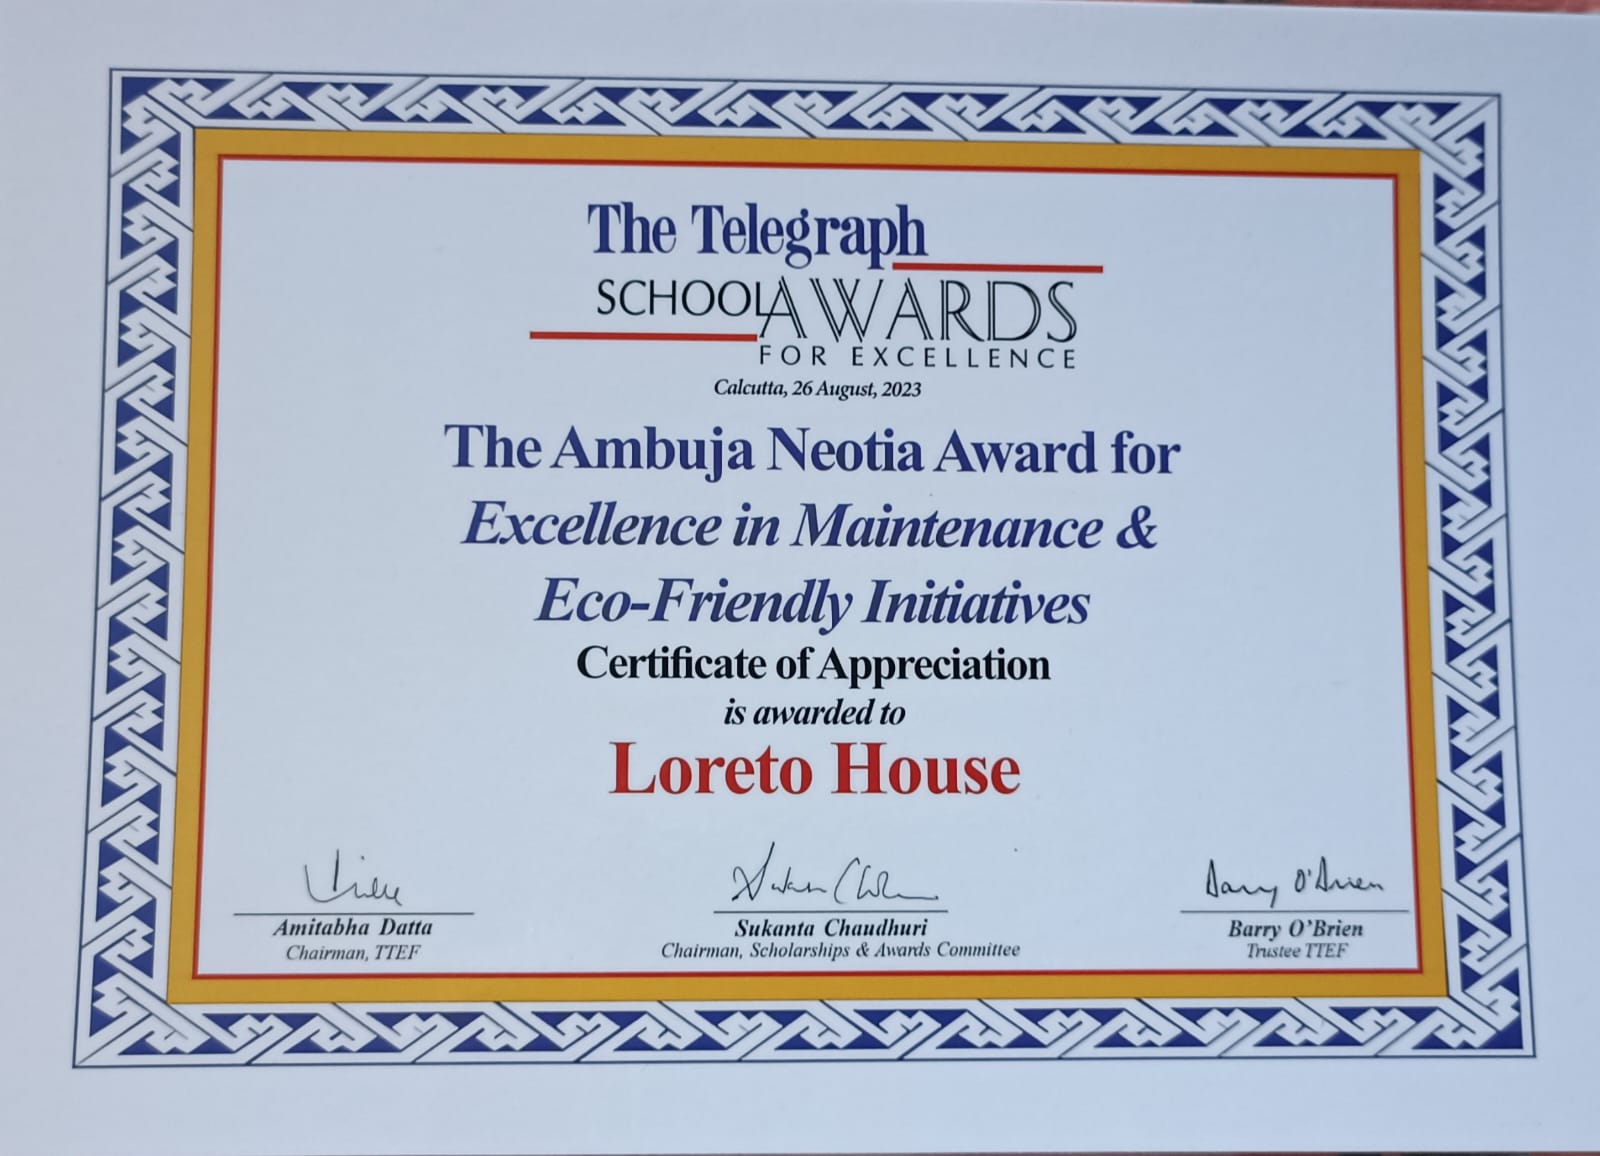 The Telegraph
SCHOOL AWARDS
FOR EXCELLENCE
Calcutta, 26 August, 2023
The Ambuja Neotia Award for
Excellence in Maintenance &
Eco-Friendly Initiatives
Certificate of Appreciation
is awarded to
Loreto House
Barry O'Brien
Amitabha Datta
Chairman, TTEF
Sukanta Chaudhuri
Chairman, Scholarships & Awards Committee
Barry O'Brien
Trustee TTEF